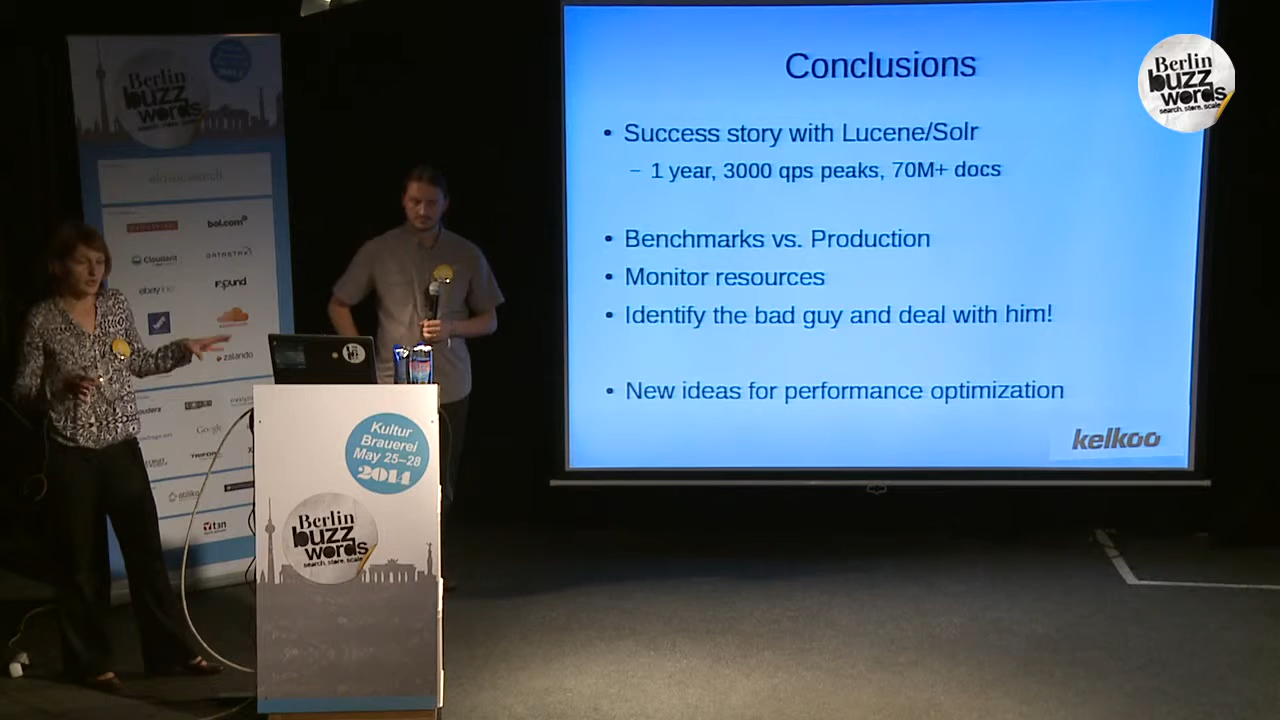 Conclusions
• Success story with Lucene/Solr
– 1 year, 3000 qps peaks, 70M+ docs
• Benchmarks vs. Production
• Monitor resources
• Identify the bad guy and deal with him!
• New ideas for performance optimization
kelkoo
Berlin
buzz
words
search. store. scale
Berlin
buzz
words
elasticsearch
bol.com
Cloudant
DATASTAX
ebay inc
Found
zalando
Google
Kultur
Brauerei
May 25–28
2014
Berlin
buzz
words
search. store. scale